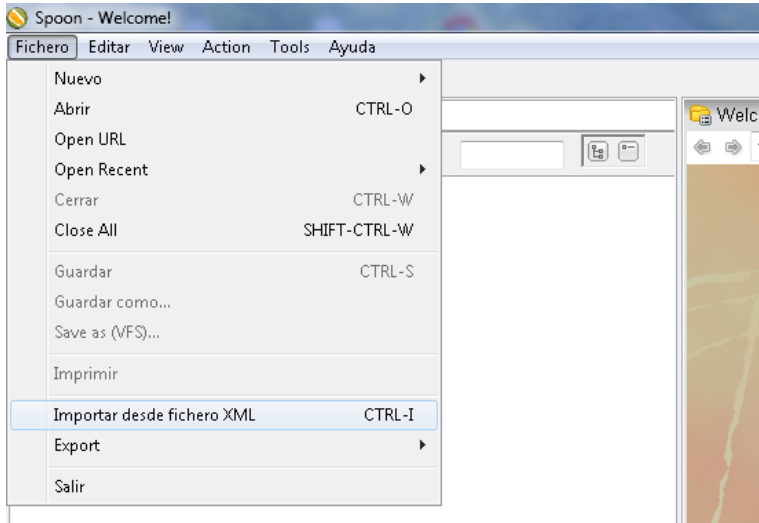 Spoon - Welcome!
Fichero Editar View Action Tools Ayuda
Nuevo
Abrir CTRL-O
Open URL
Open Recent
Cerrar CTRL-W
Close All SHIFT-CTRL-W
Guardar CTRL-S
Guardar como...
Save as (VFS)...
Imprimir
Importar desde fichero XML CTRL-I
Export
Salir
Welc